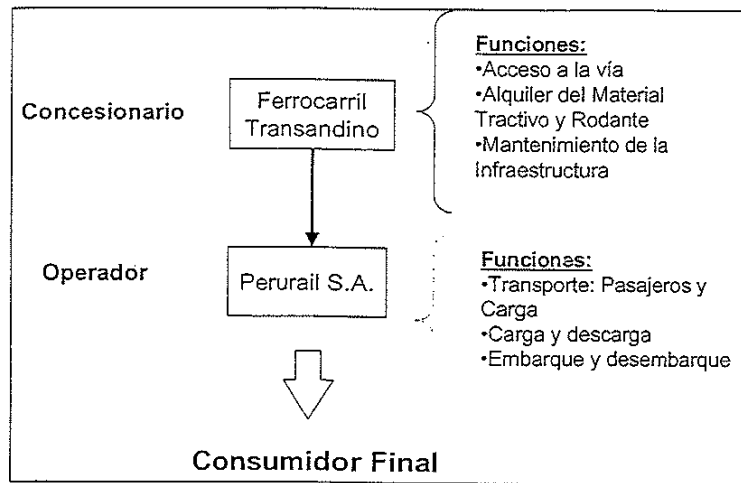 Concesionario
Ferrocarril
Transandino
Funciones:
•Acceso a la vía
•Alquiler del Material
Tractivo y Rodante
•Mantenimiento de la
Infraestructura
Operador
Perurail S.A.
Funciones:
•Transporte: Pasajeros y
Carga
•Carga y descarga
•Embarque y desembarque
Consumidor Final